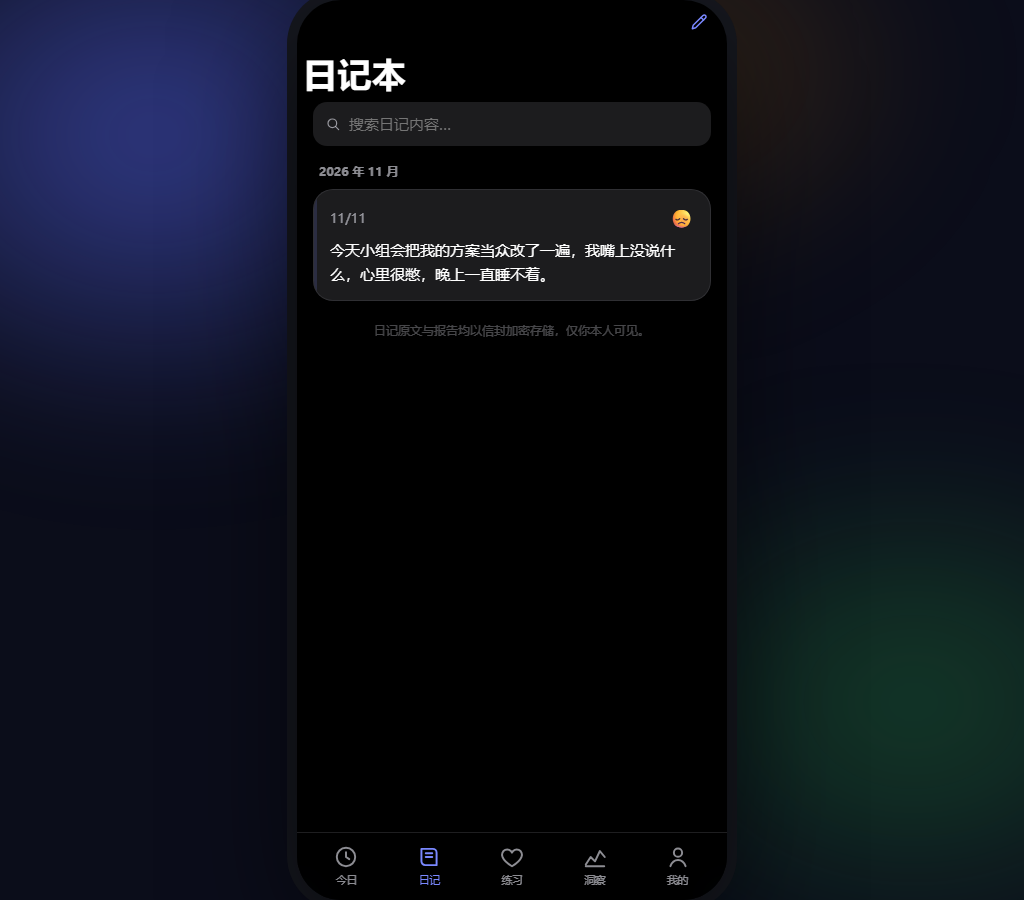 日记本
搜索日记内容...
2026 年 11 月
11/11
今天小组会把我的方案当众改了一遍，我嘴上没说什
么，心里很憋，晚上一直睡不着。
日记原文与报告均以信封加密存储，仅你本人可见。
今日
日记
练习
洞察
我的